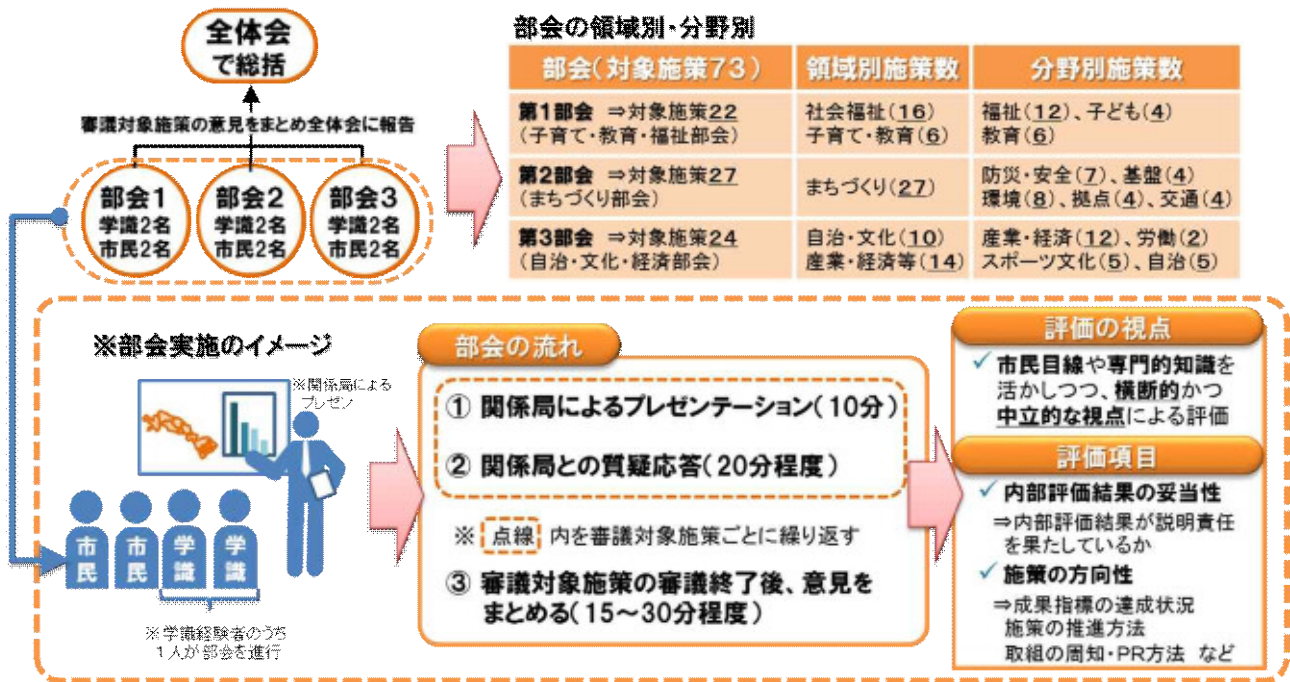 全体会
で総括
審議対象施策の意見をまとめ全体会に報告
部会1
学識2名
市民2名
部会2
学識2名
市民2名
部会3
学識2名
市民2名
部会の領域別・分野別
部会(対象施策73) 領域別施策数 分野別施策数
第1部会 ⇒対象施策22
(子育て・教育・福祉部会)
社会福祉(16)
子育て・教育(6)
福祉(12)、子ども(4)
教育(6)
第2部会 ⇒対象施策27
(まちづくり部会)
まちづくり(27)
防災・安全(7)、基盤(4)
環境(8)、拠点(4)、交通(4)
第3部会 ⇒対象施策24
(自治・文化・経済部会)
自治・文化(10)
産業・経済等(14)
産業・経済(12)、労働(2)
スポーツ文化(5)、自治(5)
※部会実施のイメージ
※関係局による
プレゼン
市民
市民
学識
学識
※学識経験者のうち
1人が部会を進行
部会の流れ
① 関係局によるプレゼンテーション(10分)
② 関係局との質疑応答(20分程度)
※ 点線 内を審議対象施策ごとに繰り返す
③ 審議対象施策の審議終了後、意見を
まとめる(15~30分程度)
評価の視点
✓ 市民目線や専門的知識を
活かしつつ、横断的かつ
中立的な視点による評価
評価項目
✓ 内部評価結果の妥当性
⇒内部評価結果が説明責任
を果たしているか
✓ 施策の方向性
⇒成果指標の達成状況
施策の推進方法
取組の周知・PR方法 など